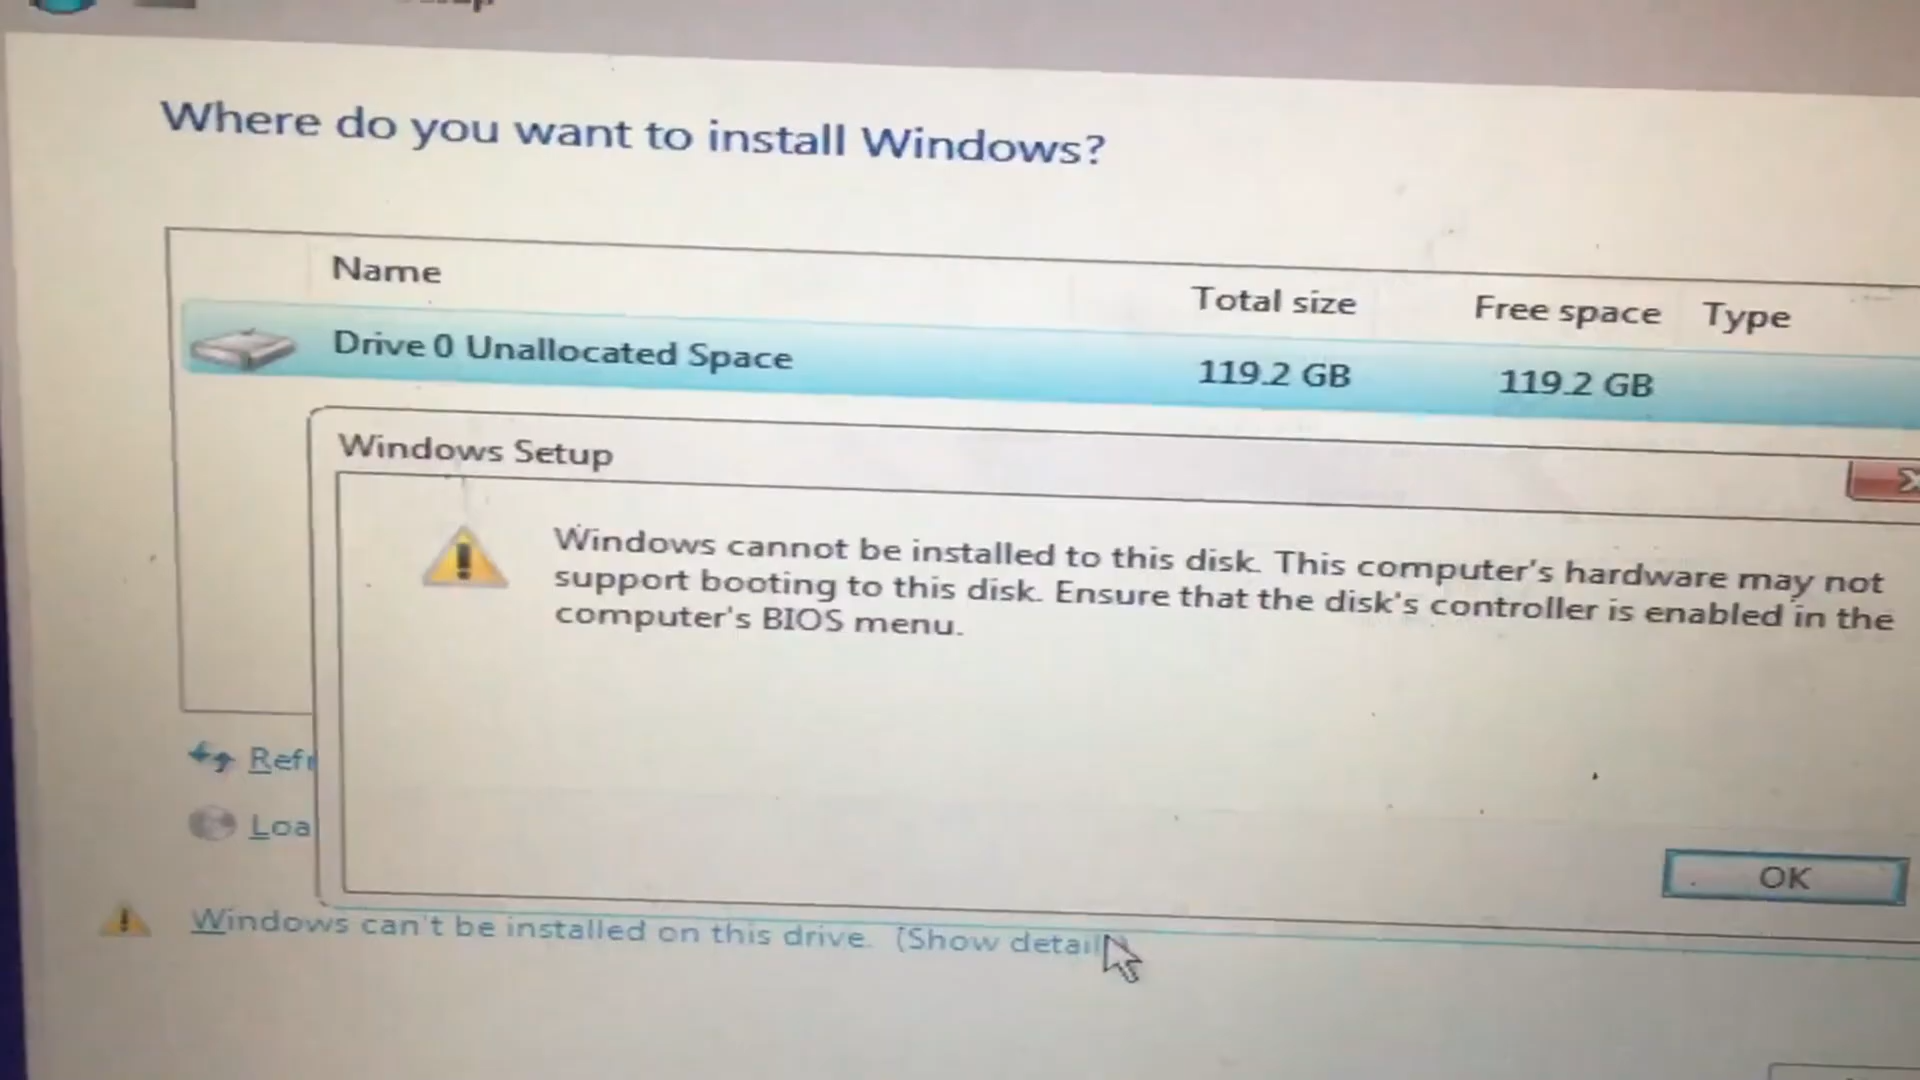 Where do you want to install Windows?
Name Total size Free space Type
Drive 0 Unallocated Space 119.2 GB 119.2 GB
Windows Setup
Windows cannot be installed to this disk. This computer's hardware may not
support booting to this disk. Ensure that the disk's controller is enabled in the
computer's BIOS menu.
OK
Windows can't be installed on this drive. (Show detail